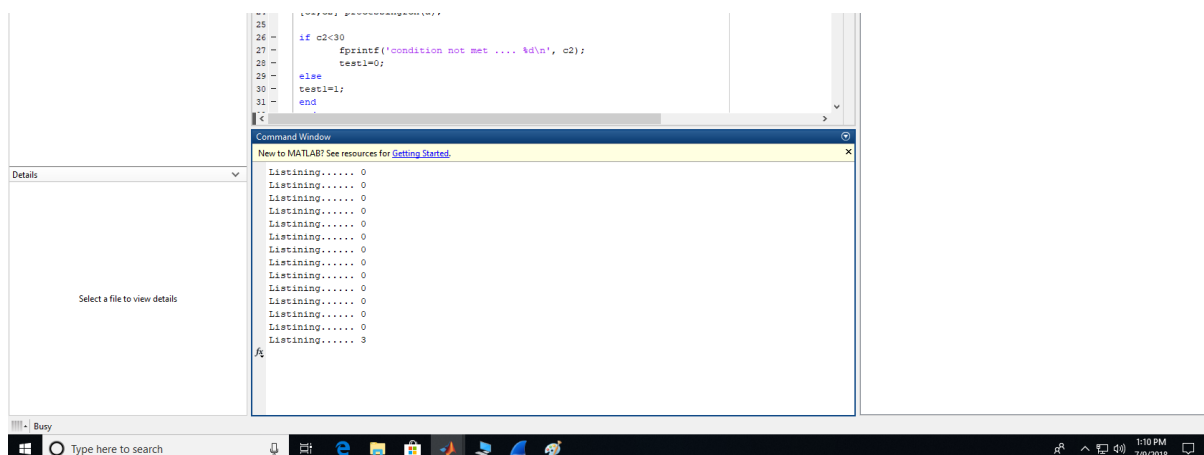 25
26 – if c2<30
27 – fprintf('condition not met .... %d\n', c2);
28 – test1=0;
29 – else
30 – test1=1;
31 – end
Command Window
New to MATLAB? See resources for Getting Started.
Details
Listining...... 0
Listining...... 0
Listining...... 0
Listining...... 0
Listining...... 0
Listining...... 0
Listining...... 0
Listining...... 0
Listining...... 0
Listining...... 0
Listining...... 0
Listining...... 0
Listining...... 0
Listining...... 3
fx
Select a file to view details
Busy
Type here to search
1:10 PM
7/9/2018